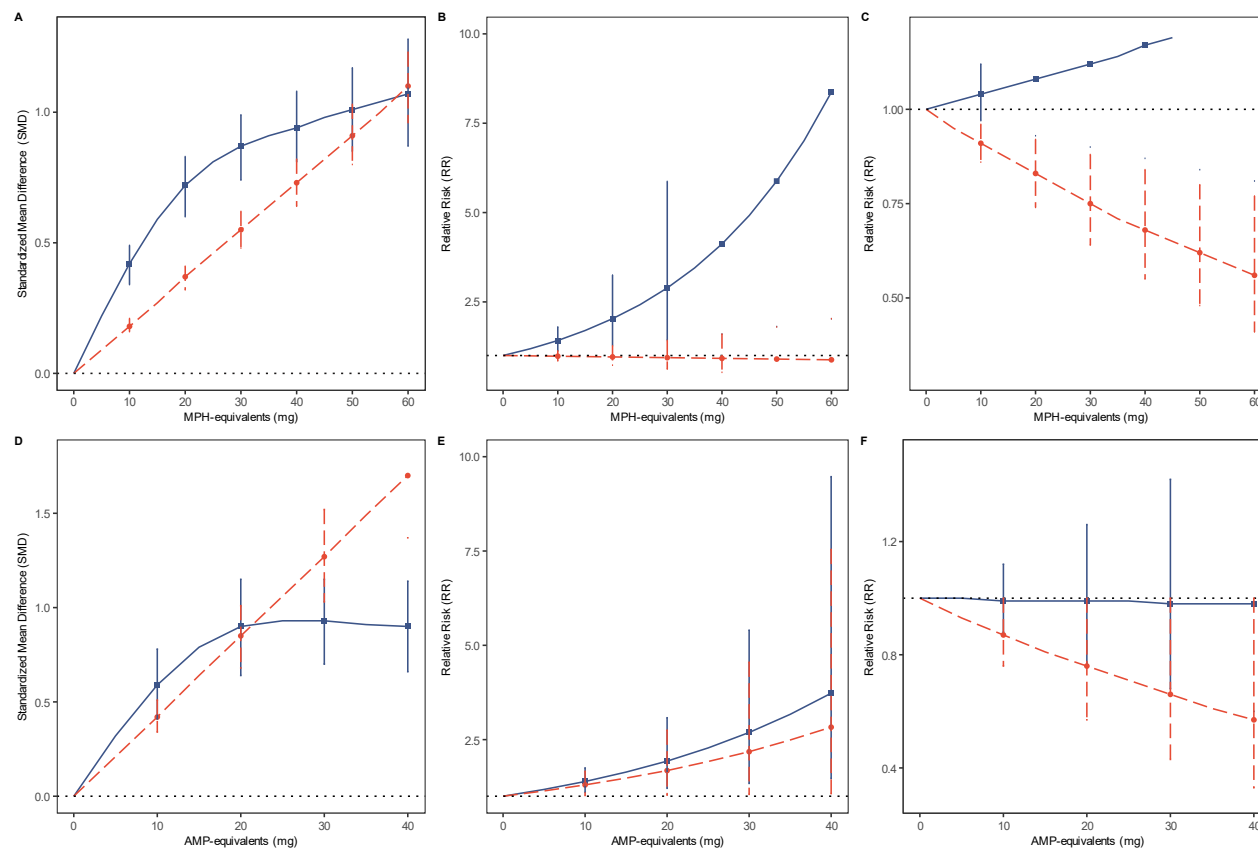 A
B
C
Standardized Mean Difference (SMD)
1.0
0.5
0.0
0 10 20 30 40 50 60
MPH-equivalents (mg)
Relative Risk (RR)
10.0
7.5
5.0
2.5
0 10 20 30 40 50 60
MPH-equivalents (mg)
Relative Risk (RR)
1.00
0.75
0.50
0 10 20 30 40 50 60
MPH-equivalents (mg)
D
E
F
Standardized Mean Difference (SMD)
1.5
1.0
0.5
0.0
0 10 20 30 40
AMP-equivalents (mg)
Relative Risk (RR)
10.0
7.5
5.0
2.5
0 10 20 30 40
AMP-equivalents (mg)
Relative Risk (RR)
1.2
0.8
0.4
0 10 20 30 40
AMP-equivalents (mg)